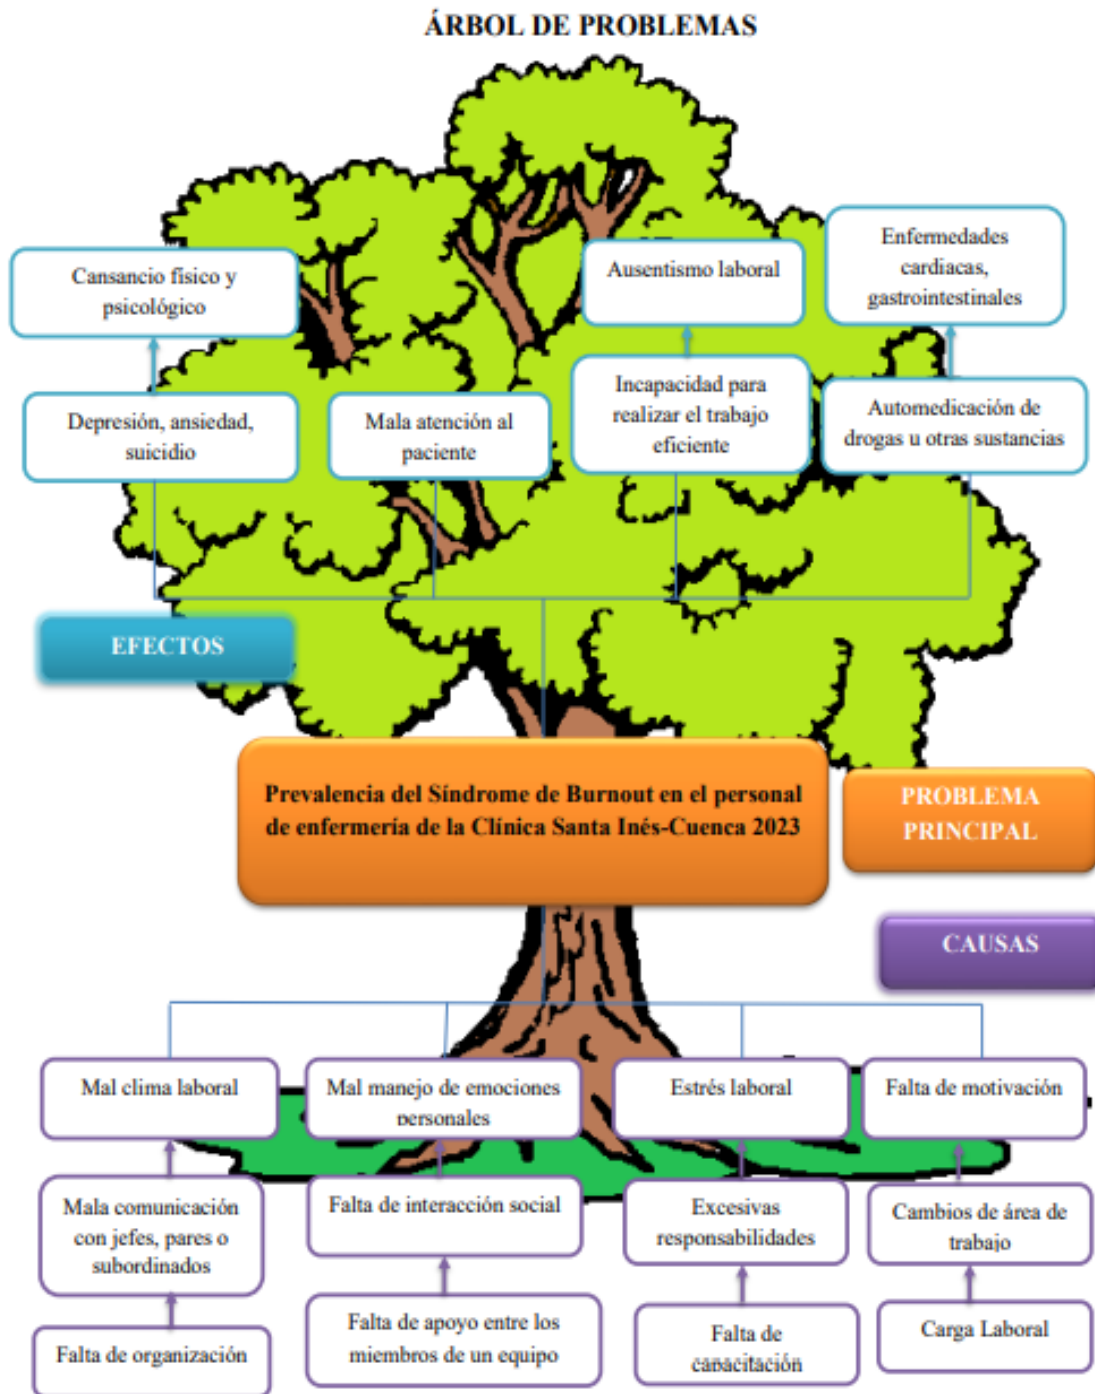 ÁRBOL DE PROBLEMAS
Cansancio físico y
psicológico
Ausentismo laboral
Enfermedades
cardiacas,
gastrointestinales
Depresión, ansiedad,
suicidio
Mala atención al
paciente
Incapacidad para
realizar el trabajo
eficiente
Automedicación de
drogas u otras sustancias
EFECTOS
Prevalencia del Síndrome de Burnout en el personal
de enfermería de la Clínica Santa Inés-Cuenca 2023
PROBLEMA
PRINCIPAL
CAUSAS
Mal clima laboral
Mal manejo de emociones
personales
Estrés laboral
Falta de motivación
Mala comunicación
con jefes, pares o
subordinados
Falta de interacción social
Excesivas
responsabilidades
Cambios de área de
trabajo
Falta de organización
Falta de apoyo entre los
miembros de un equipo
Falta de
capacitación
Carga Laboral